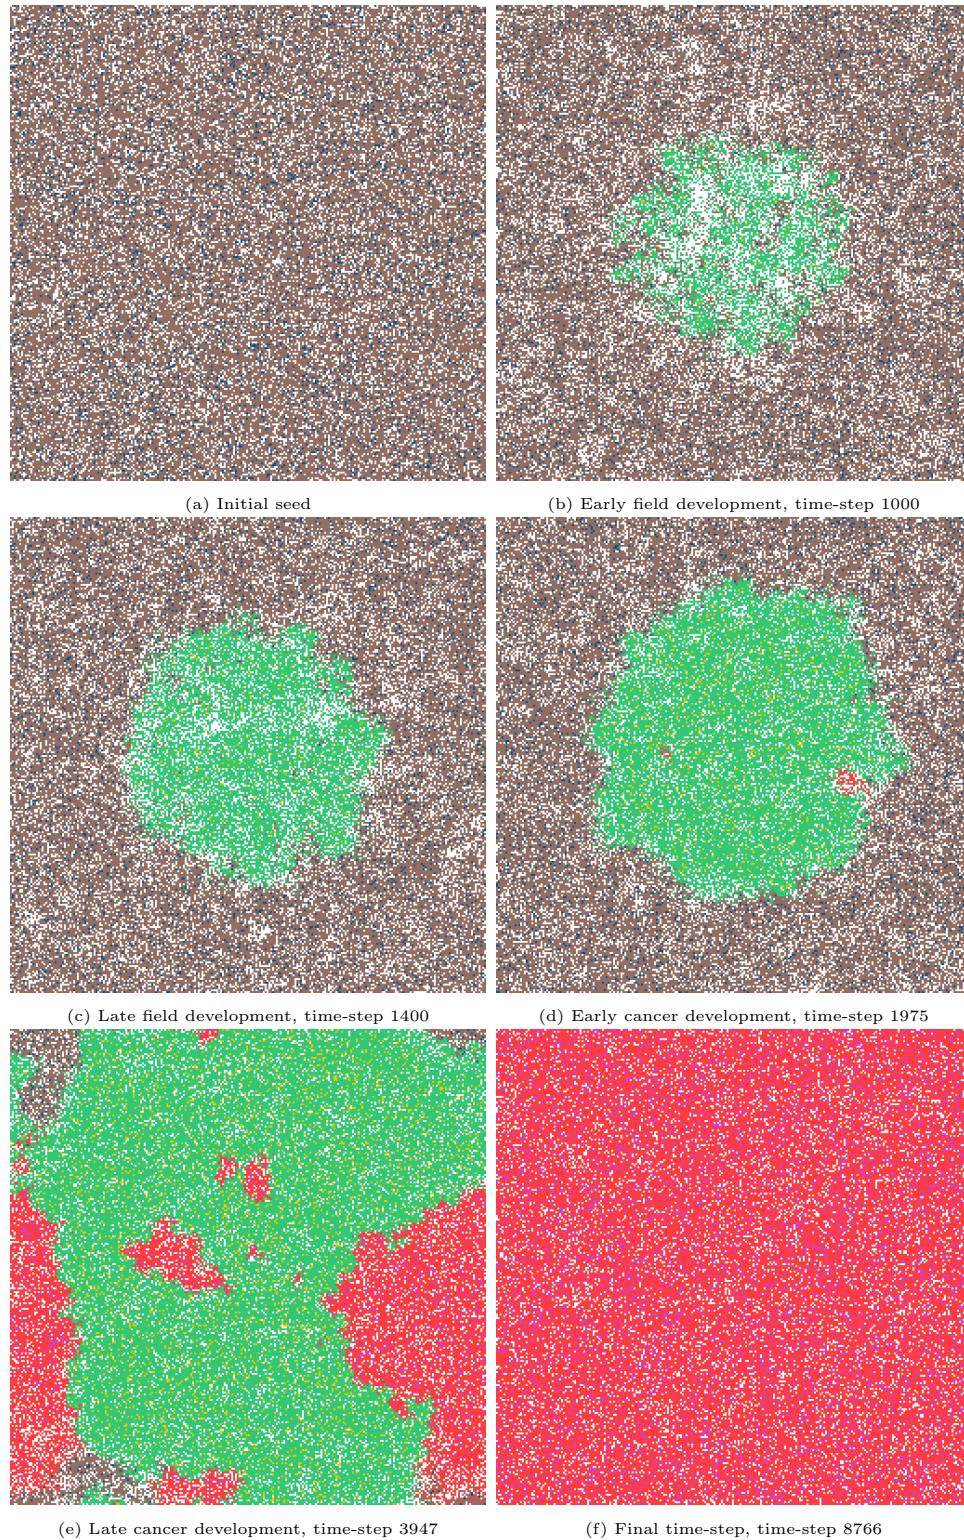 (a) Initial seed
(b) Early field development, time-step 1000
(c) Late field development, time-step 1400
(d) Early cancer development, time-step 1975
(e) Late cancer development, time-step 3947
(f) Final time-step, time-step 8766